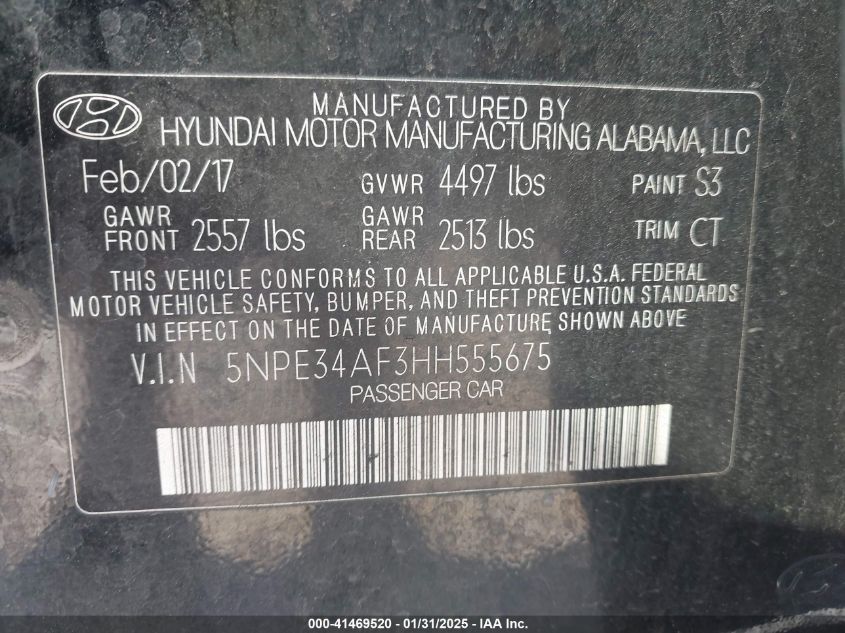 MANUFACTURED BY
HYUNDAI MOTOR MANUFACTURING ALABAMA, LLC
Feb/02/17 GVWR 4497 lbs PAINT S3
GAWR FRONT 2557 lbs GAWR REAR 2513 lbs TRIM CT
THIS VEHICLE CONFORMS TO ALL APPLICABLE U.S.A. FEDERAL
MOTOR VEHICLE SAFETY, BUMPER, AND THEFT PREVENTION STANDARDS
IN EFFECT ON THE DATE OF MANUFACTURE SHOWN ABOVE
V.I.N 5NPE34AF3HH555675
PASSENGER CAR
000-41469520 - 01/31/2025 - © IAA, Inc.